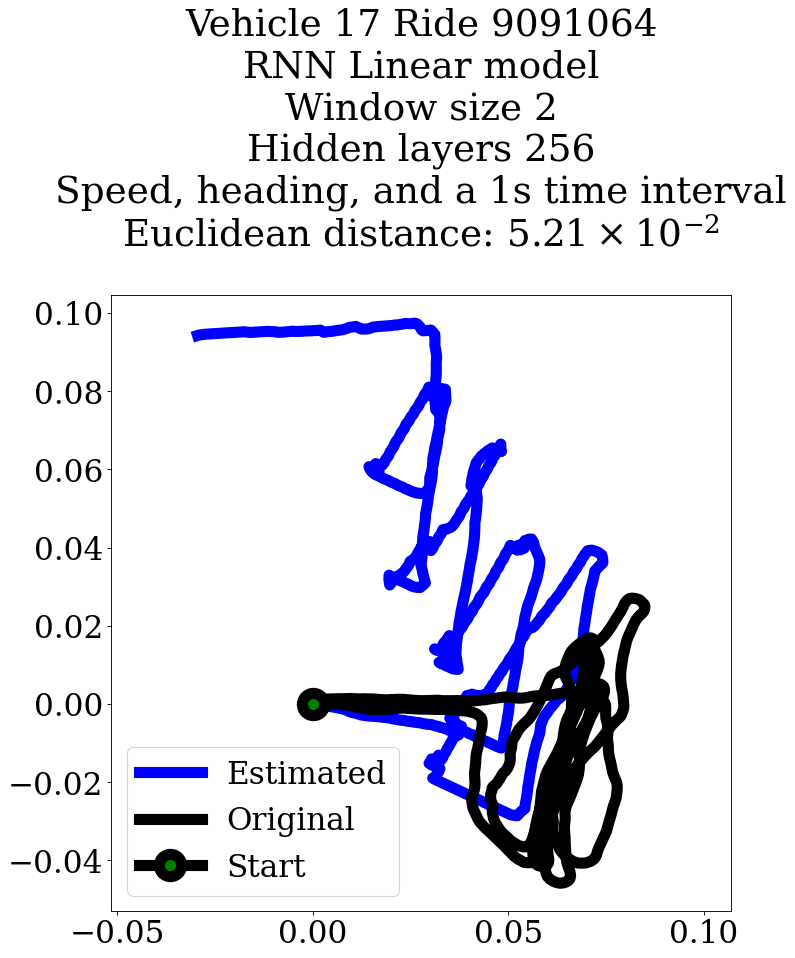 Vehicle 17 Ride 9091064
RNN Linear model
Window size 2
Hidden layers 256
Speed, heading, and a 1s time interval
Euclidean distance: 5.21 × 10⁻²
0.10
0.08
0.06
0.04
0.02
0.00
−0.02
−0.04
Estimated
Original
Start
−0.05 0.00 0.05 0.10